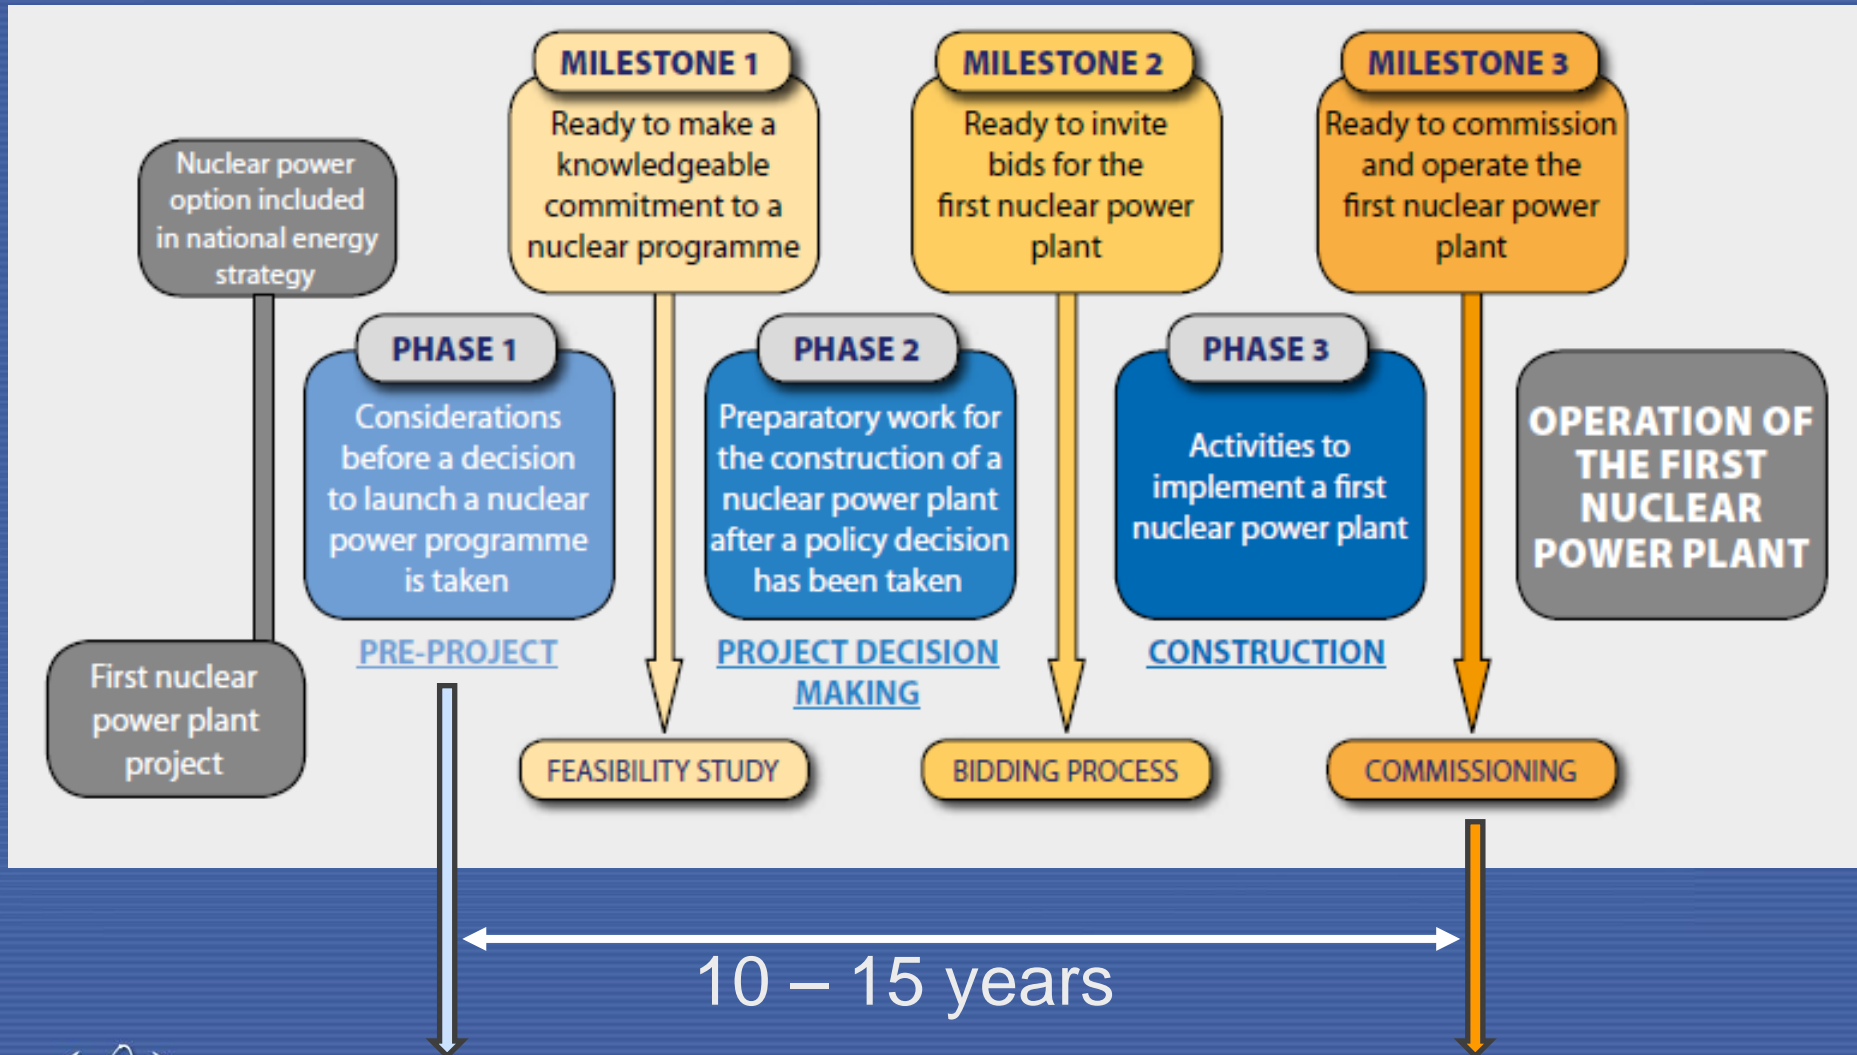 MILESTONE 1
Ready to make a
knowledgeable
commitment to a
nuclear programme
MILESTONE 2
Ready to invite
bids for the
first nuclear power
plant
MILESTONE 3
Ready to commission
and operate the
first nuclear power
plant
Nuclear power
option included
in national energy
strategy
PHASE 1
Considerations
before a decision
to launch a nuclear
power programme
is taken
PRE-PROJECT
PHASE 2
Preparatory work for
the construction of a
nuclear power plant
after a policy decision
has been taken
PROJECT DECISION
MAKING
PHASE 3
Activities to
implement a first
nuclear power plant
CONSTRUCTION
OPERATION OF
THE FIRST
NUCLEAR
POWER PLANT
First nuclear
power plant
project
FEASIBILITY STUDY
BIDDING PROCESS
COMMISSIONING
10 – 15 years